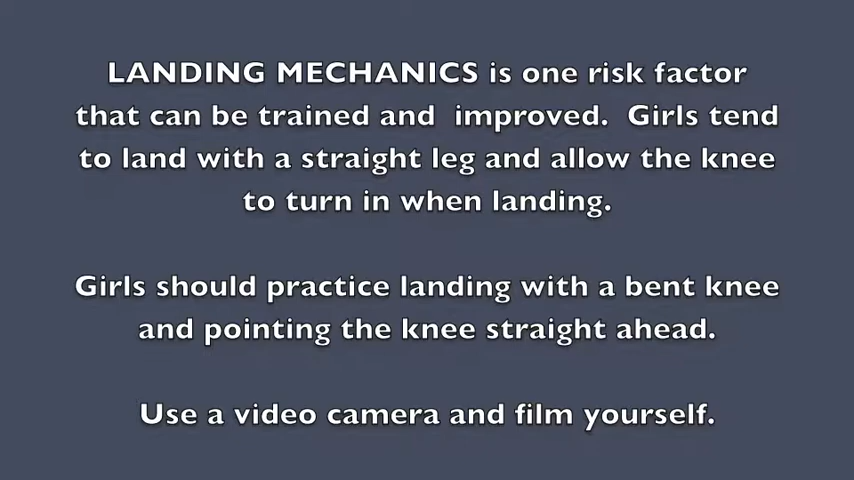 LANDING MECHANICS is one risk factor
that can be trained and  improved.  Girls tend
to land with a straight leg and allow the knee
to turn in when landing.
Girls should practice landing with a bent knee
and pointing the knee straight ahead.
Use a video camera and film yourself.